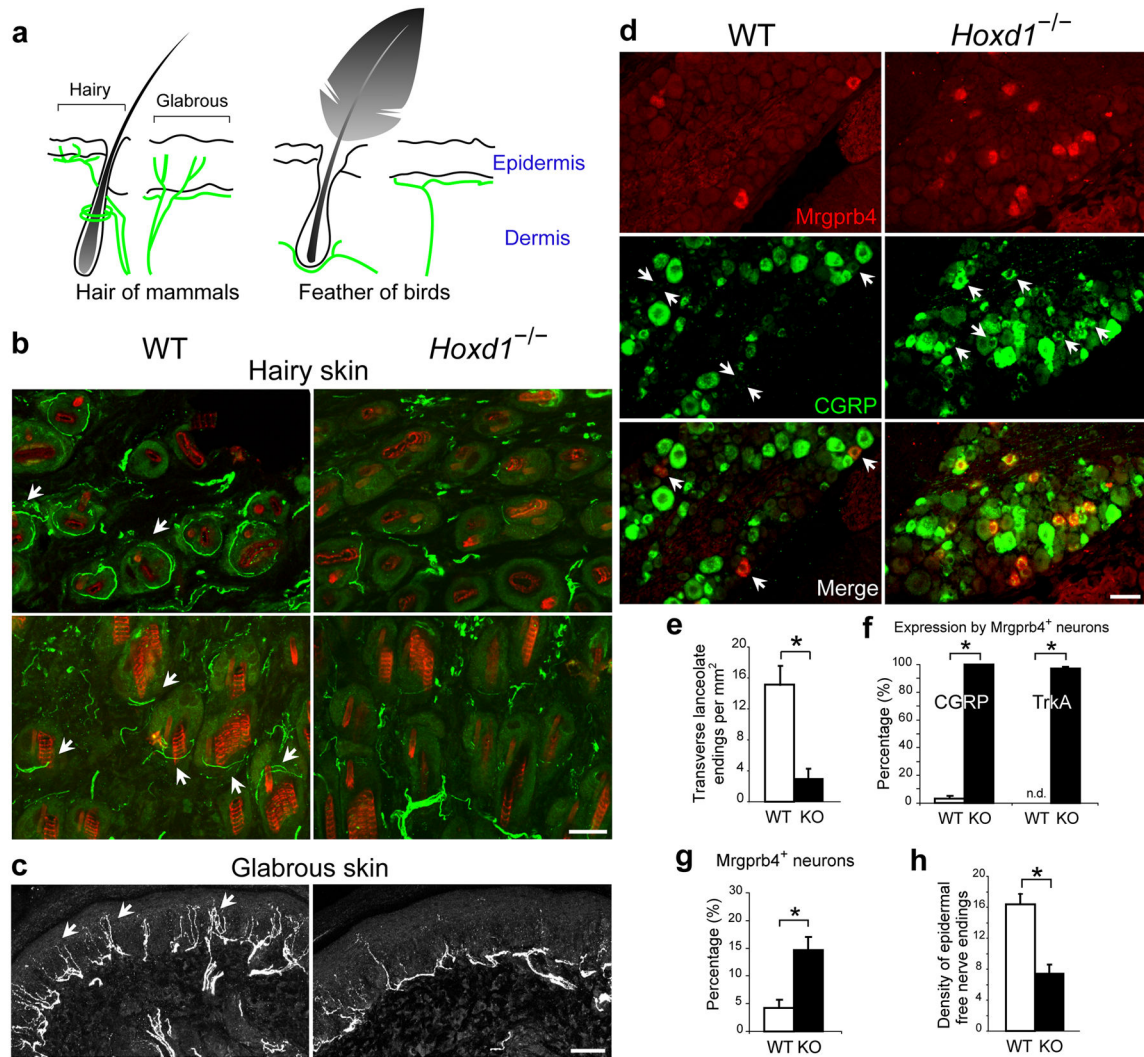 a
Hairy
Glabrous
Epidermis
Dermis
Hair of mammals
Feather of birds
b
WT
Hoxd1⁻/⁻
Hairy skin
c
Glabrous skin
d
WT
Hoxd1⁻/⁻
Mrgprb4
CGRP
Merge
e
Transverse lanceolate
endings per mm²
16
12
8
4
0
*
WT KO
f
Expression by Mrgprb4⁺ neurons
Percentage (%)
100
80
60
40
20
0
*
*
CGRP
TrkA
n.d.
WT KO
WT KO
g
Mrgprb4⁺ neurons
Percentage (%)
30
25
20
15
10
5
0
*
WT KO
h
Density of epidermal
free nerve endings
20
16
12
8
4
0
*
WT KO